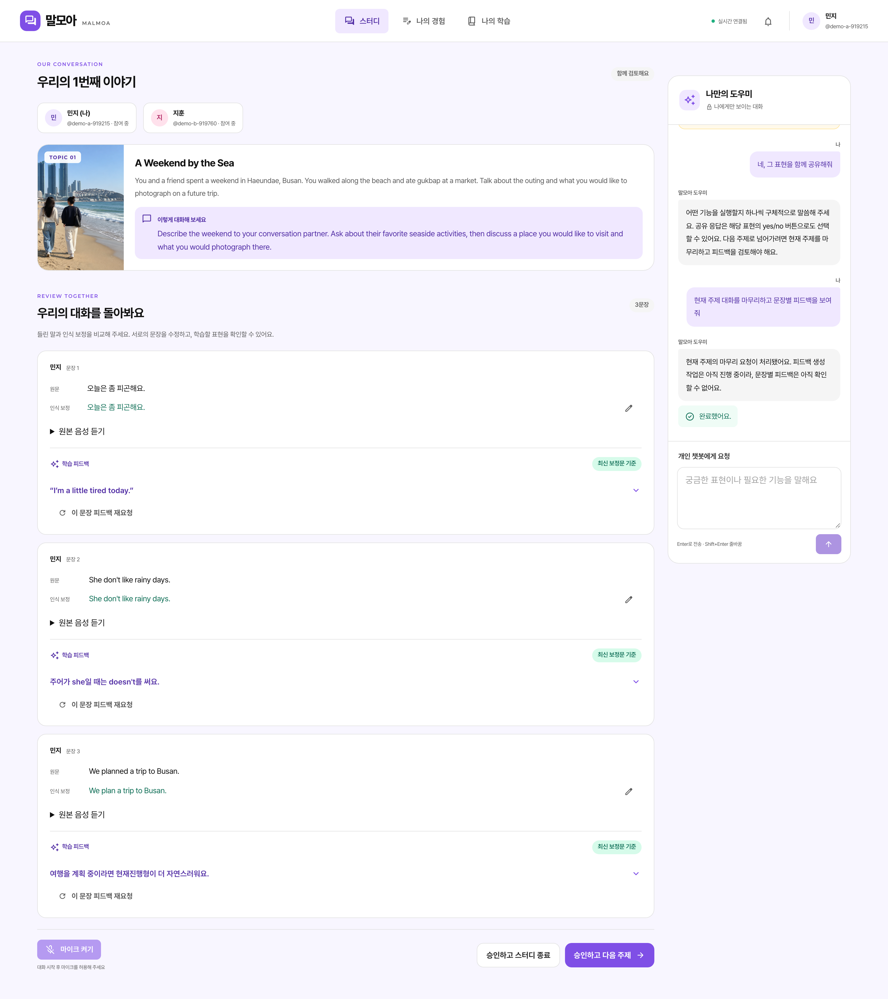 말모아 MALMOA
스터디
나의 경험
나의 학습
실시간 연결됨
민
민지
@demo-a-919215
OUR CONVERSATION
우리의 1번째 이야기
함께 검토해요
민
민지 (나)
@demo-a-919215 · 참여 중
지
지훈
@demo-b-919760 · 참여 중
TOPIC 01
A Weekend by the Sea
You and a friend spent a weekend in Haeundae, Busan. You walked along the beach and ate gukbap at a market. Talk about the outing and what you would like to
photograph on a future trip.
이렇게 대화해 보세요
Describe the weekend to your conversation partner. Ask about their favorite seaside activities, then discuss a place you would like to visit and
what you would photograph there.
REVIEW TOGETHER
우리의 대화를 돌아봐요
3문장
들린 말과 인식 보정을 비교해 주세요. 서로의 문장을 수정하고, 학습할 표현을 확인할 수 있어요.
민지 문장 1
원문 오늘은 좀 피곤해요.
인식 보정 오늘은 좀 피곤해요.
▶ 원본 음성 듣기
학습 피드백
최신 보정문 기준
“I’m a little tired today.”
이 문장 피드백 재요청
민지 문장 2
원문 She don't like rainy days.
인식 보정 She don't like rainy days.
▶ 원본 음성 듣기
학습 피드백
최신 보정문 기준
주어가 she일 때는 doesn't를 써요.
이 문장 피드백 재요청
민지 문장 3
원문 We planned a trip to Busan.
인식 보정 We plan a trip to Busan.
▶ 원본 음성 듣기
학습 피드백
최신 보정문 기준
여행을 계획 중이라면 현재진행형이 더 자연스러워요.
이 문장 피드백 재요청
마이크 켜기
대화 시작 후 마이크를 허용해 주세요
승인하고 스터디 종료
승인하고 다음 주제
나만의 도우미
나에게만 보이는 대화
나
네, 그 표현을 함께 공유해줘
말모아 도우미
어떤 기능을 실행할지 하나씩 구체적으로 말씀해 주세
요. 공유 응답은 해당 표현의 yes/no 버튼으로도 선택
할 수 있어요. 다음 주제로 넘어가려면 현재 주제를 마
무리하고 피드백을 검토해야 해요.
나
현재 주제 대화를 마무리하고 문장별 피드백을 보여
줘
말모아 도우미
현재 주제의 마무리 요청이 처리됐어요. 피드백 생성
작업은 아직 진행 중이라, 문장별 피드백은 아직 확인
할 수 없어요.
완료했어요.
개인 챗봇에게 요청
궁금한 표현이나 필요한 기능을 말해요
Enter로 전송 · Shift+Enter 줄바꿈